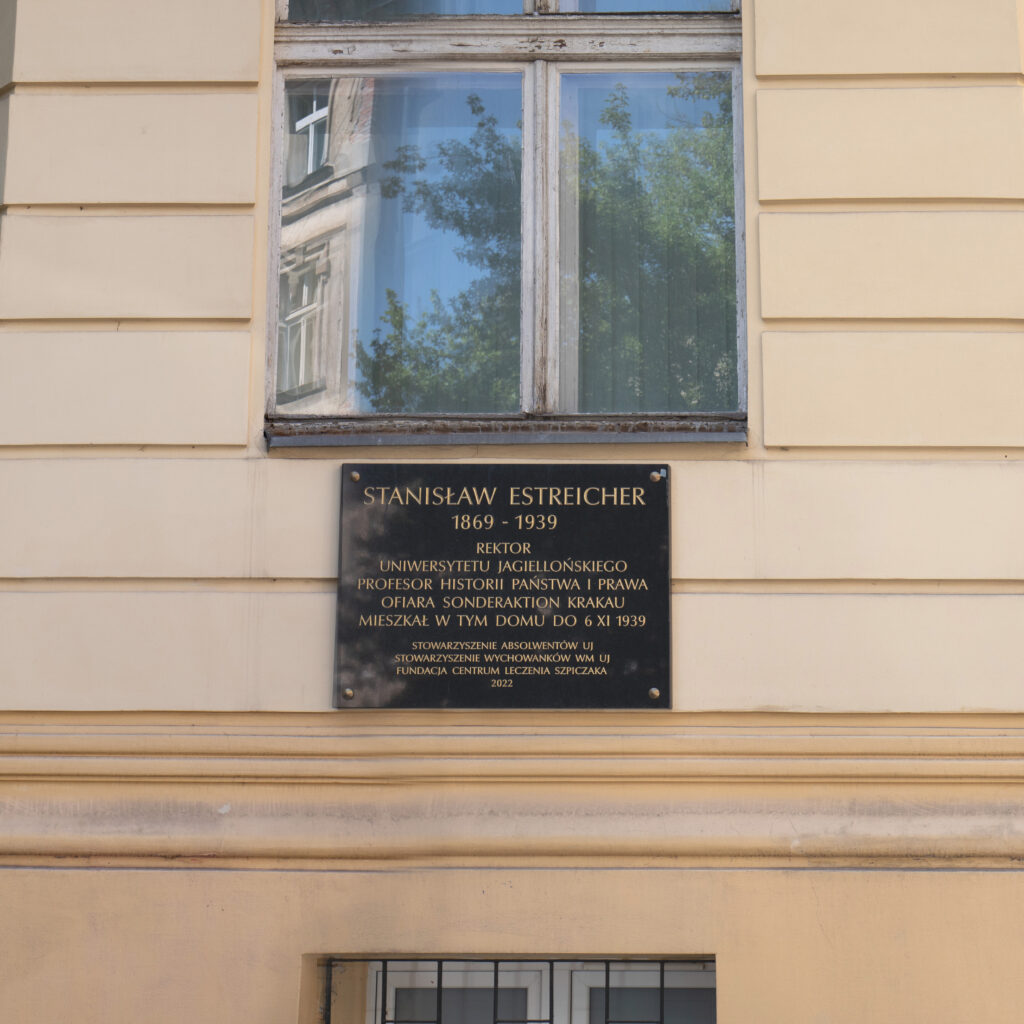 STANISŁAW ESTREICHER
1869 - 1939
REKTOR
UNIWERSYTETU JAGIELLOŃSKIEGO
PROFESOR HISTORII PAŃSTWA I PRAWA
OFIARA SONDERAKTION KRAKAU
MIESZKAŁ W TYM DOMU DO 6 XI 1939
STOWARZYSZENIE ABSOLWENTÓW UJ
STOWARZYSZENIE WYCHOWANKÓW WM UJ
FUNDACJA CENTRUM LECZENIA SZPICZAKA
2022